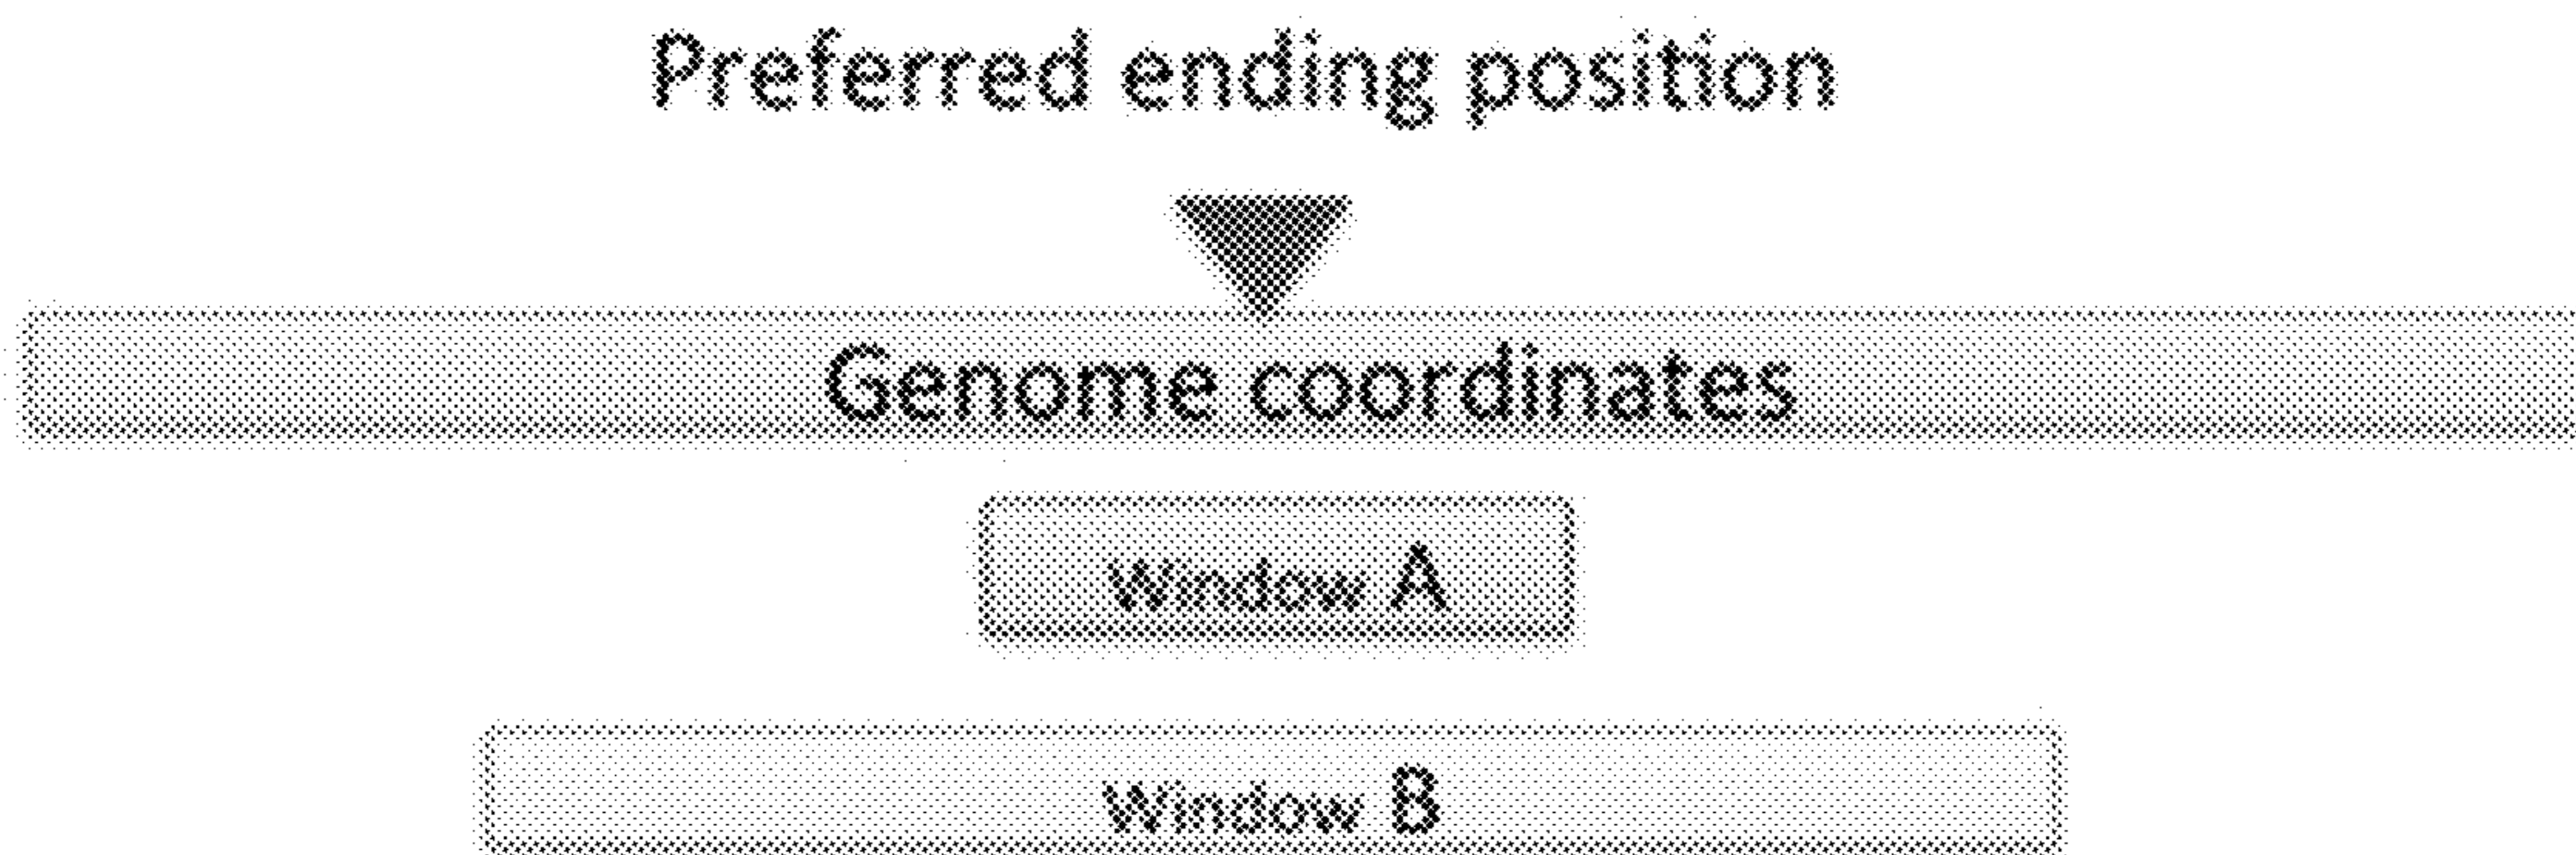 Preferred ending position
Genome coordinates
Window A
Window B